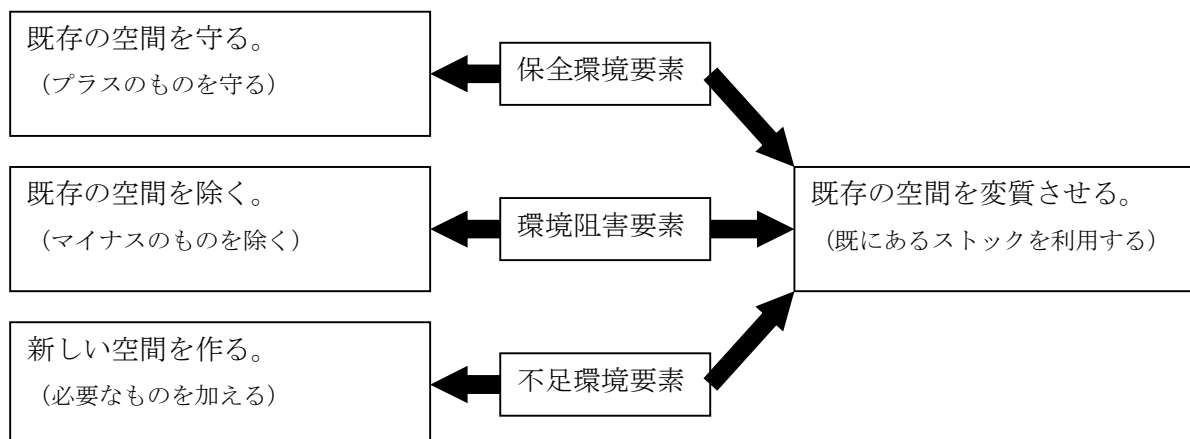 既存の空間を守る。
（プラスのものを守る）
保全環境要素
既存の空間を除く。
（マイナスのものを除く）
環境阻害要素
既存の空間を変質させる。
（既にあるストックを利用する）
新しい空間を作る。
（必要なものを加える）
不足環境要素